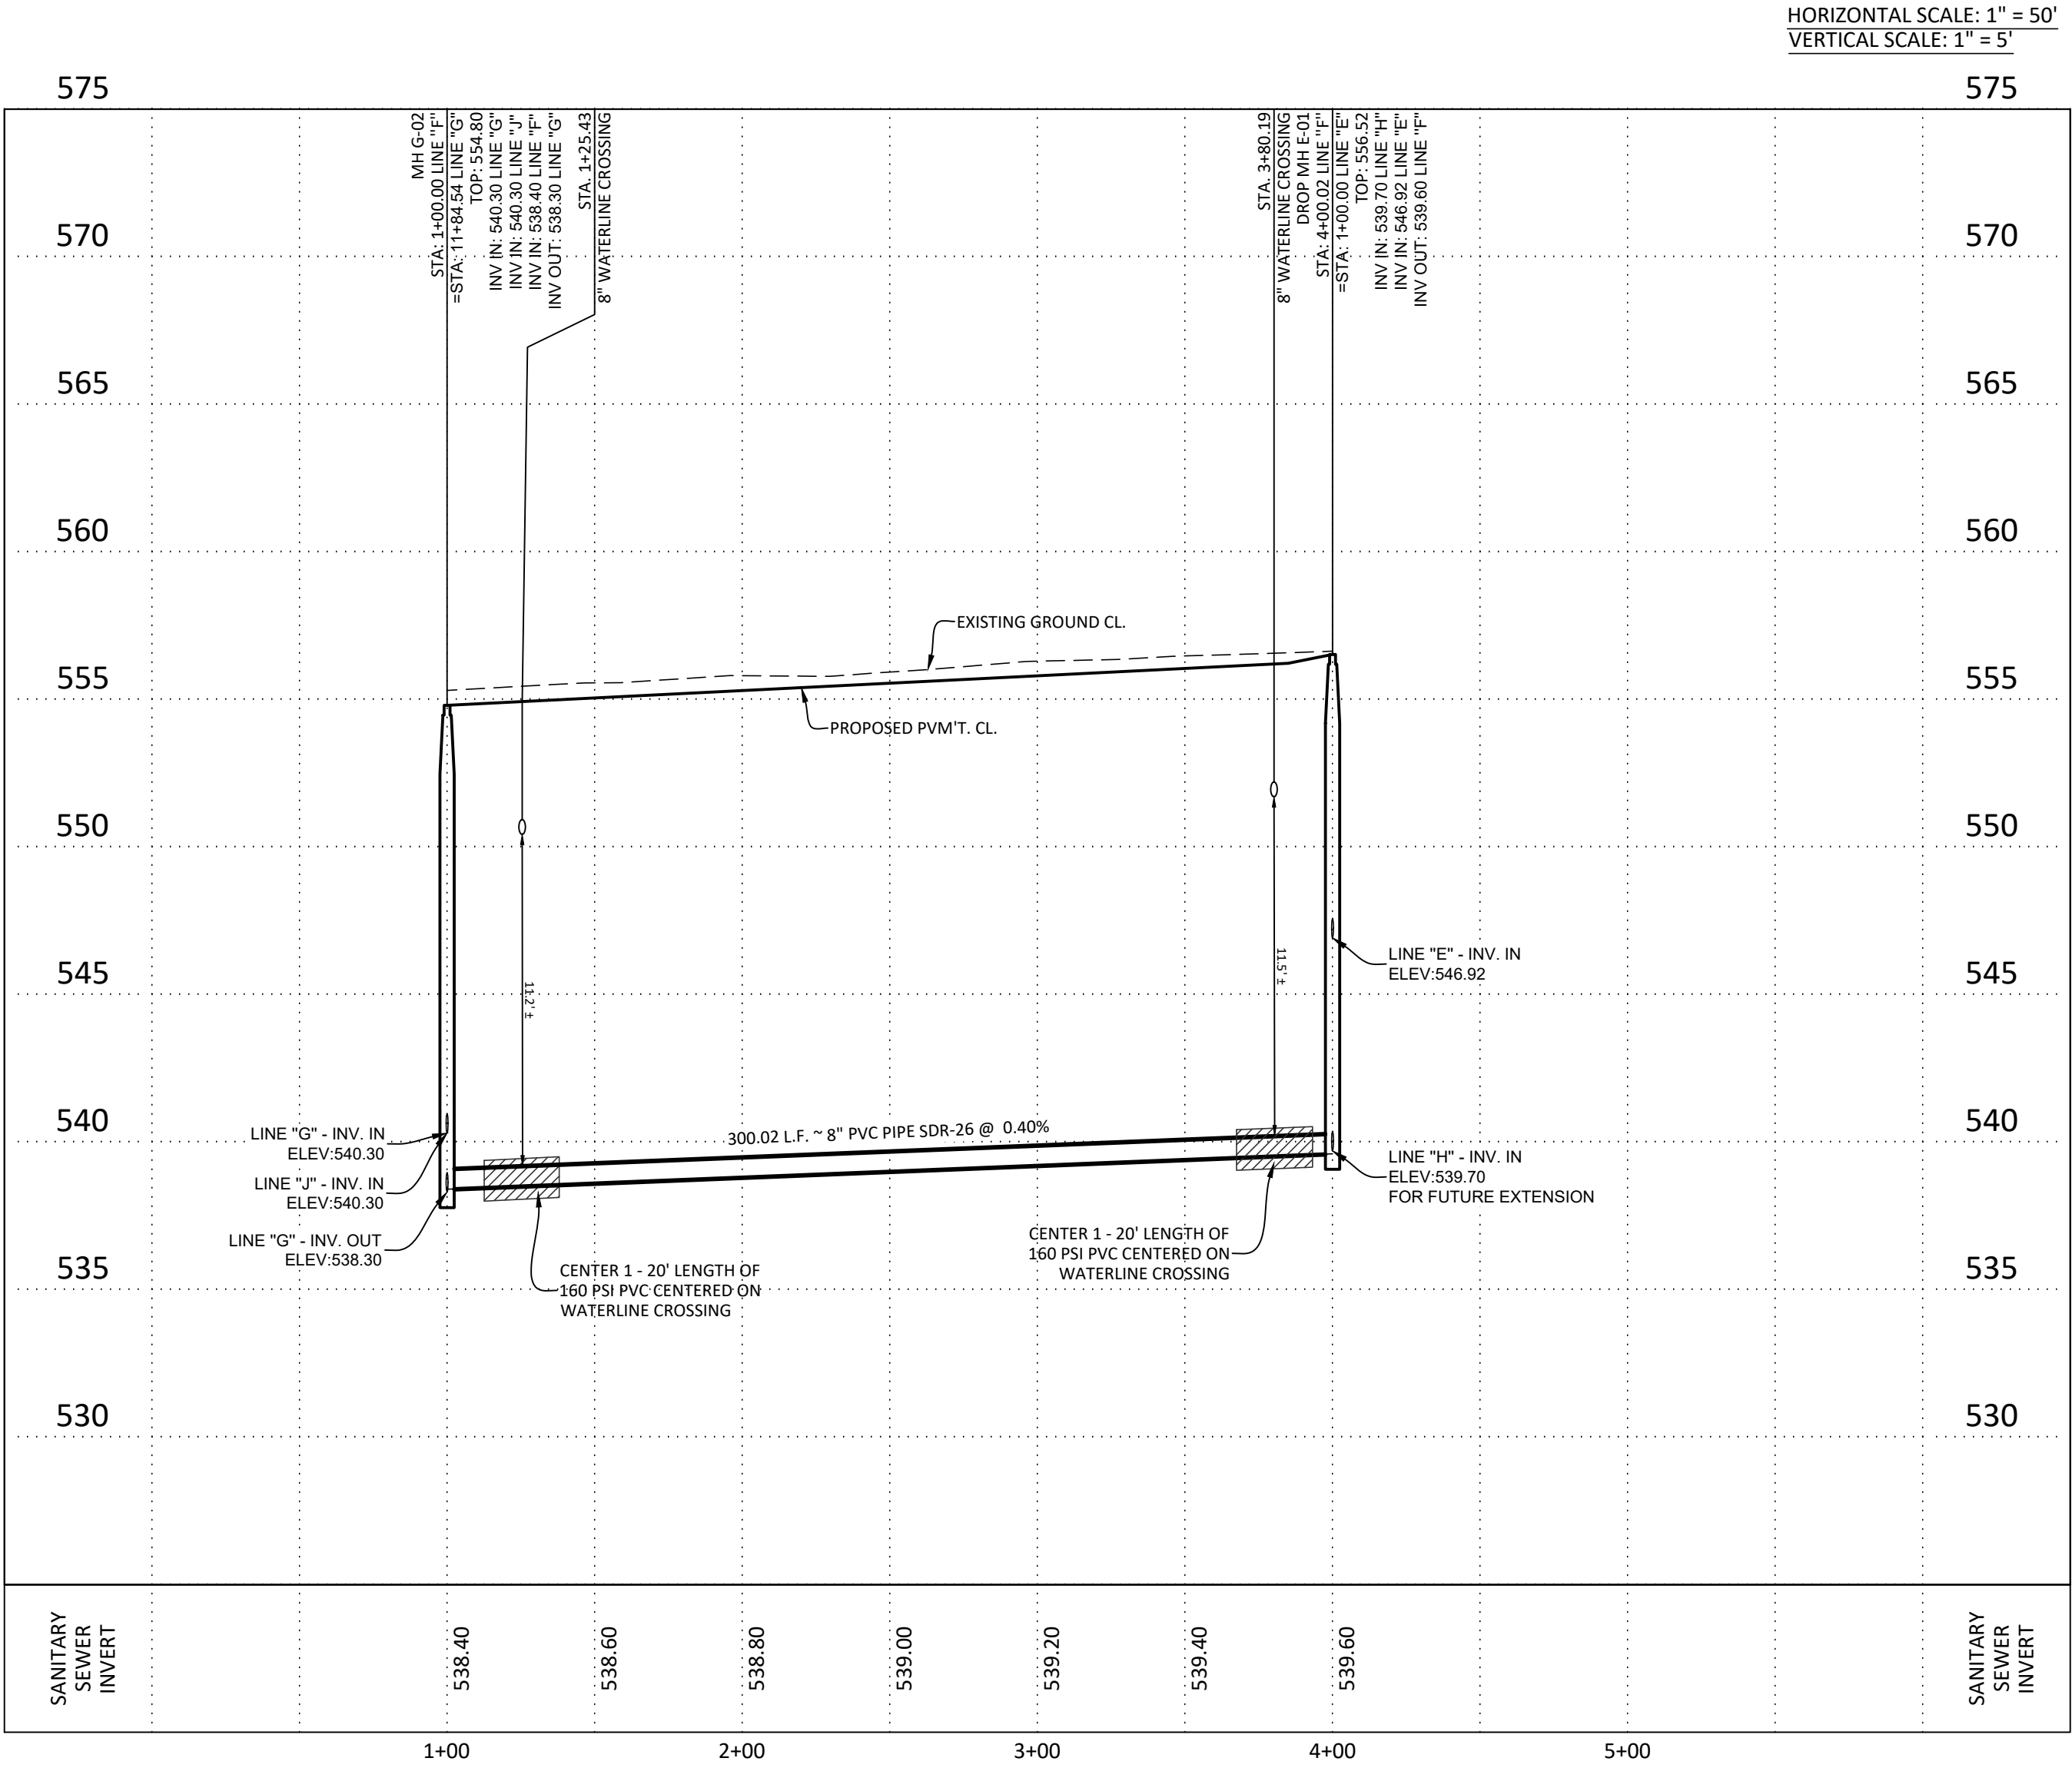 HORIZONTAL SCALE: 1" = 50'
VERTICAL SCALE: 1" = 5'
575
575
MH G-02
STA: 1+00.00 LINE "F"
=STA: 11+84.54 LINE "G"
TOP: 554.80
INV IN: 540.30 LINE "G"
INV IN: 540.30 LINE "J"
INV IN: 538.40 LINE "F"
INV OUT: 538.30 LINE "G"
STA. 1+25.43
8" WATERLINE CROSSING
STA. 3+80.19
8" WATERLINE CROSSING
DROP MH E-01
STA: 4+00.02 LINE "F"
=STA: 1+00.00 LINE "E"
TOP: 556.52
INV IN: 539.70 LINE "H"
INV IN: 546.92 LINE "E"
INV OUT: 539.60 LINE "F"
570
570
565
565
560
560
EXISTING GROUND CL.
555
555
PROPOSED PVM'T. CL.
550
550
11.2' ±
11.5' ±
LINE "E" - INV. IN
ELEV:546.92
545
545
540
540
300.02 L.F. ~ 8" PVC PIPE SDR-26 @ 0.40%
LINE "G" - INV. IN
ELEV:540.30
LINE "J" - INV. IN
ELEV:540.30
LINE "G" - INV. OUT
ELEV:538.30
LINE "H" - INV. IN
ELEV:539.70
FOR FUTURE EXTENSION
CENTER 1 - 20' LENGTH OF
160 PSI PVC CENTERED ON
WATERLINE CROSSING
CENTER 1 - 20' LENGTH OF
160 PSI PVC CENTERED ON
WATERLINE CROSSING
535
535
530
530
SANITARY
SEWER
INVERT
538.40
538.60
538.80
539.00
539.20
539.40
539.60
SANITARY
SEWER
INVERT
1+00
2+00
3+00
4+00
5+00